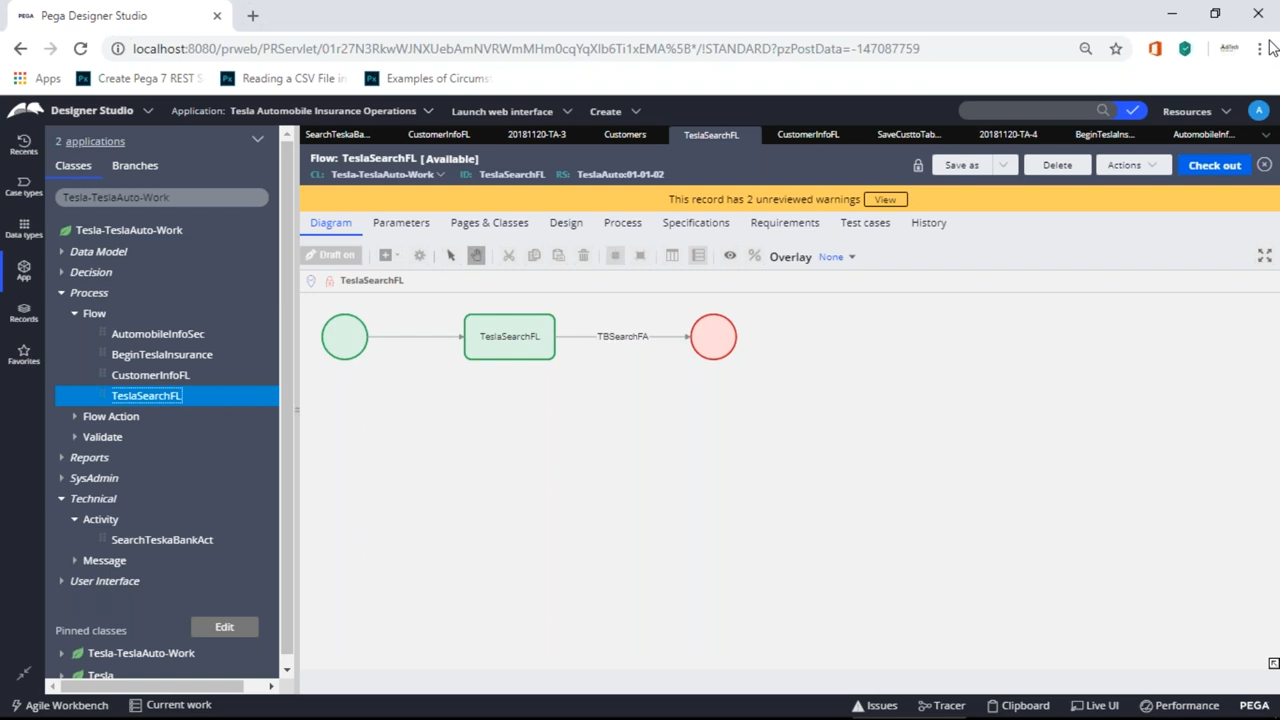 PEGA Pega Designer Studio
localhost:8080/prweb/PRServlet/01r27N3RkwWJNXUebAmNVRWmMHm0cqYqXlb6Ti1xEMA%5B*/!STANDARD?pzPostData=-147087759
Apps Create Pega 7 REST S Reading a CSV File in Examples of Circums
Designer Studio Application: Tesla Automobile Insurance Operations Launch web interface Create Resources A
SearchTeskaBa... CustomerInfoFL 20181120-TA-3 Customers TeslaSearchFL CustomerInfoFL SaveCusttoTab... 20181120-TA-4 BeginTeslaIns... AutomobileInf...
Recents
Case types
Data types
App
Records
Favorites
2 applications
Classes Branches
Tesla-TeslaAuto-Work
Tesla-TeslaAuto-Work
Data Model
Decision
Process
Flow
AutomobileInfoSec
BeginTeslaInsurance
CustomerInfoFL
TeslaSearchFL
Flow Action
Validate
Reports
SysAdmin
Technical
Activity
SearchTeskaBankAct
Message
User Interface
Pinned classes Edit
Tesla-TeslaAuto-Work
Tesla
Flow: TeslaSearchFL [Available]
CL: Tesla-TeslaAuto-Work ID: TeslaSearchFL RS: TeslaAuto:01-01-02
Save as Delete Actions Check out
This record has 2 unreviewed warnings View
Diagram Parameters Pages & Classes Design Process Specifications Requirements Test cases History
Draft on Overlay None
TeslaSearchFL
TeslaSearchFL TBSearchFA
Agile Workbench Current work Issues Tracer Clipboard Live UI Performance PEGA